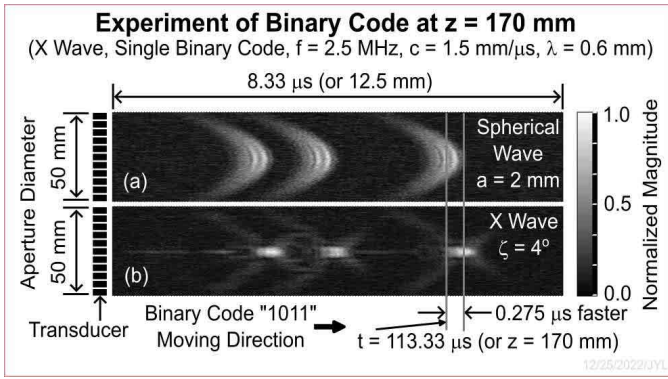 Experiment of Binary Code at z = 170 mm
(X Wave, Single Binary Code, f = 2.5 MHz, c = 1.5 mm/μs, λ = 0.6 mm)
8.33 μs (or 12.5 mm)
Aperture Diameter
50 mm
50 mm
(a)
Spherical
Wave
a = 2 mm
(b)
X Wave
ζ = 4º
1.0
0.5
0.0
Normalized Magnitude
Transducer
Binary Code "1011"
Moving Direction
0.275 μs faster
t = 113.33 μs (or z = 170 mm)
12/25/2022/JYL